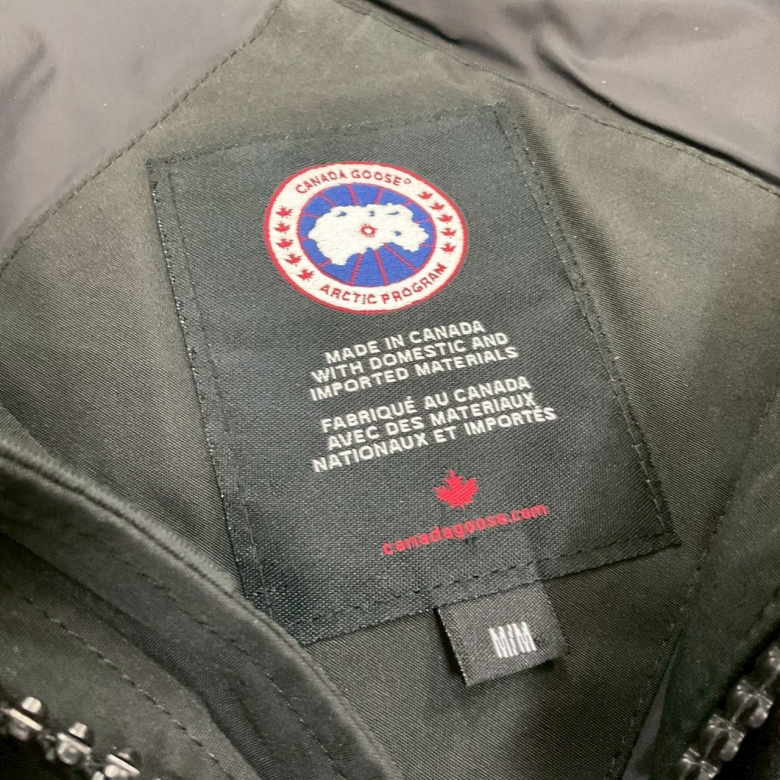 CANADA GOOSE®
ARCTIC PROGRAM
MADE IN CANADA
WITH DOMESTIC AND
IMPORTED MATERIALS
FABRIQUÉ AU CANADA
AVEC DES MATERIAUX
NATIONAUX ET IMPORTÉS
canadagoose.com
M/M